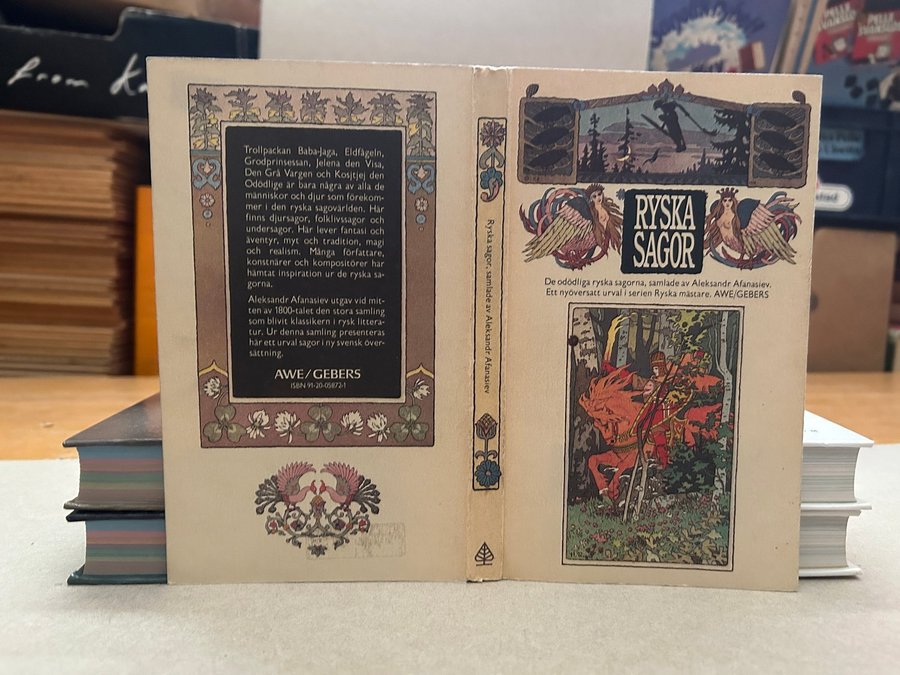 from
Trollpackan Baba-Jaga, Eldfågeln,
Grodprinsessan, Jelena den Visa,
Den Grå Vargen och Kosjtjej den
Odödlige är bara några av alla de
människor och djur som förekom-
mer i den ryska sagovärlden. Här
finns djursagor, folklivssagor och
undersagor. Här lever fantasi och
äventyr, myt och tradition, magi
och realism. Många författare,
konstnärer och kompositörer har
hämtat inspiration ur de ryska sa-
gorna.
Aleksandr Afanasiev utgav vid mit-
ten av 1800-talet den stora samling
som blivit klassikern i rysk littera-
tur. Ur denna samling presenteras
här ett urval sagor i ny svensk över-
sättning.
AWE/GEBERS
ISBN 91-20-05872-1
Ryska sagor, samlade av Aleksandr Afanasiev
RYSKA
SAGOR
De odödliga ryska sagorna, samlade av Aleksandr Afanasiev.
Ett nyöversatt urval i serien Ryska mästare. AWE/GEBERS